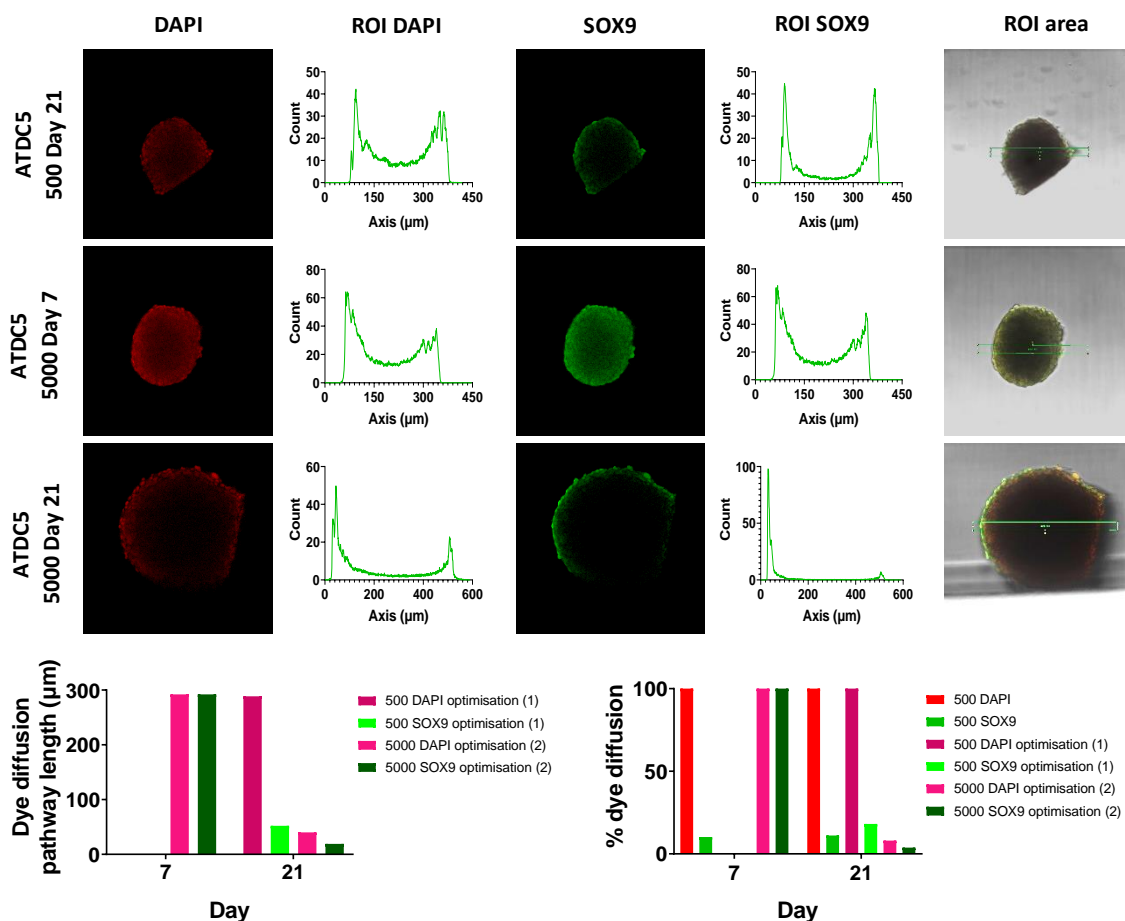 DAPI ROI DAPI SOX9 ROI SOX9 ROI area
ATDC5
500 Day 21
Count
50
40
30
20
10
0
0 150 300 450
Axis (µm)
Count
50
40
30
20
10
0
0 150 300 450
Axis (µm)
ATDC5
5000 Day 7
Count
80
60
40
20
0
0 150 300 450
Axis (µm)
Count
80
60
40
20
0
0 150 300 450
Axis (µm)
ATDC5
5000 Day 21
Count
60
40
20
0
0 200 400 600
Axis (µm)
Count
100
50
0
0 200 400 600
Axis (µm)
Dye diffusion
pathway length (µm)
300
200
100
0
7 21
Day
500 DAPI optimisation (1)
500 SOX9 optimisation (1)
5000 DAPI optimisation (2)
5000 SOX9 optimisation (2)
% dye diffusion
100
50
0
7 21
Day
500 DAPI
500 SOX9
500 DAPI optimisation (1)
500 SOX9 optimisation (1)
5000 DAPI optimisation (2)
5000 SOX9 optimisation (2)